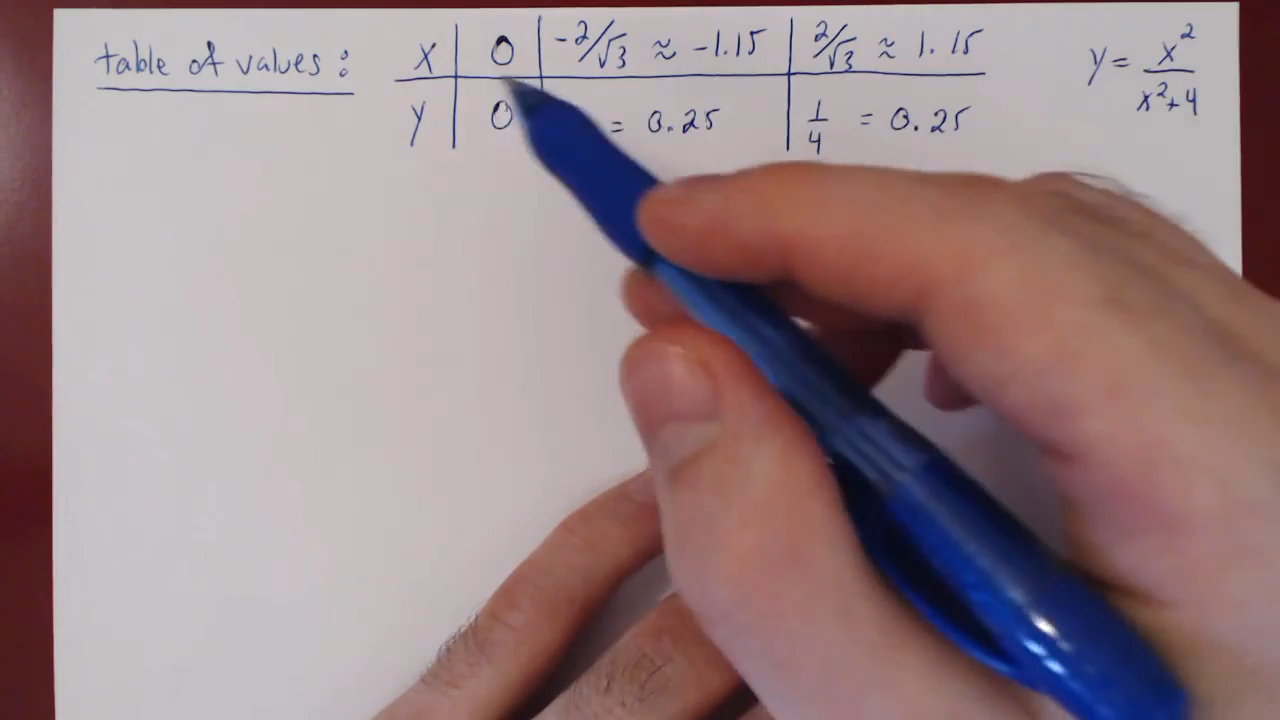 table of values : X 0 -2/√3 ≈ -1.15 2/√3 ≈ 1.15
y 0 = 0.25 1/4 = 0.25
y = x²/(x²+4)